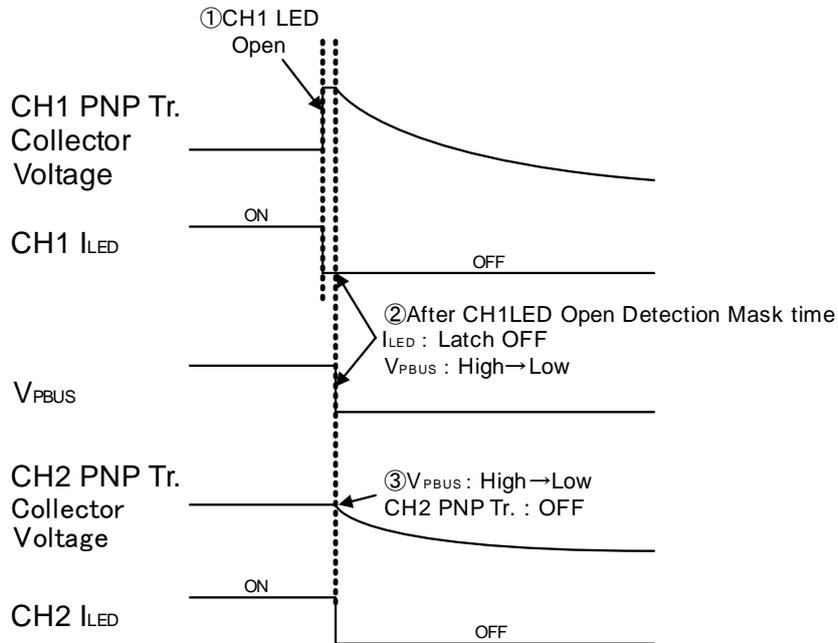 ①CH1 LED
Open
CH1 PNP Tr.
Collector
Voltage
ON
CH1 ILED
OFF
②After CH1LED Open Detection Mask time
ILED : Latch OFF
VPBUS : High→Low
VPBUS
CH2 PNP Tr.
Collector
Voltage
③VPBUS : High→Low
CH2 PNP Tr. : OFF
ON
CH2 ILED
OFF